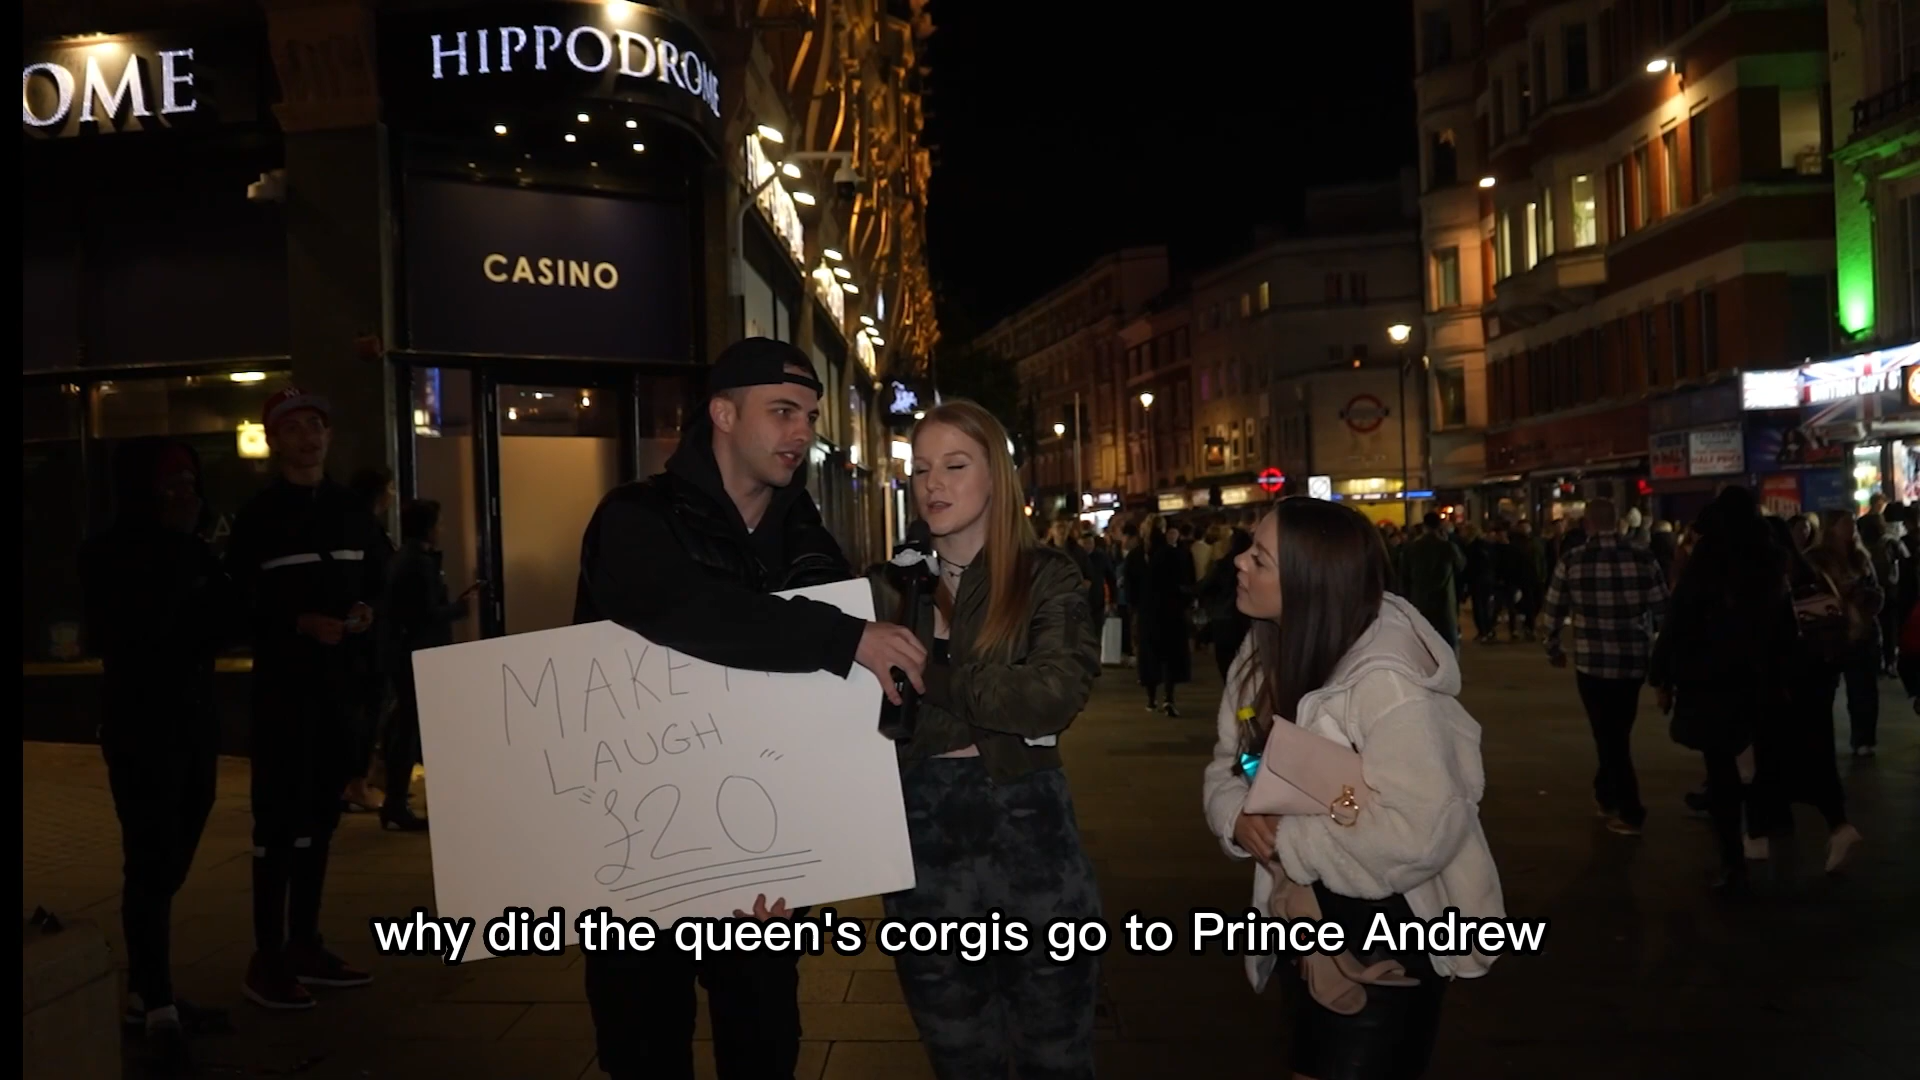 OME
HIPPODROME
CASINO
MAKE
LAUGH
"£20"
why did the queen's corgis go to Prince Andrew